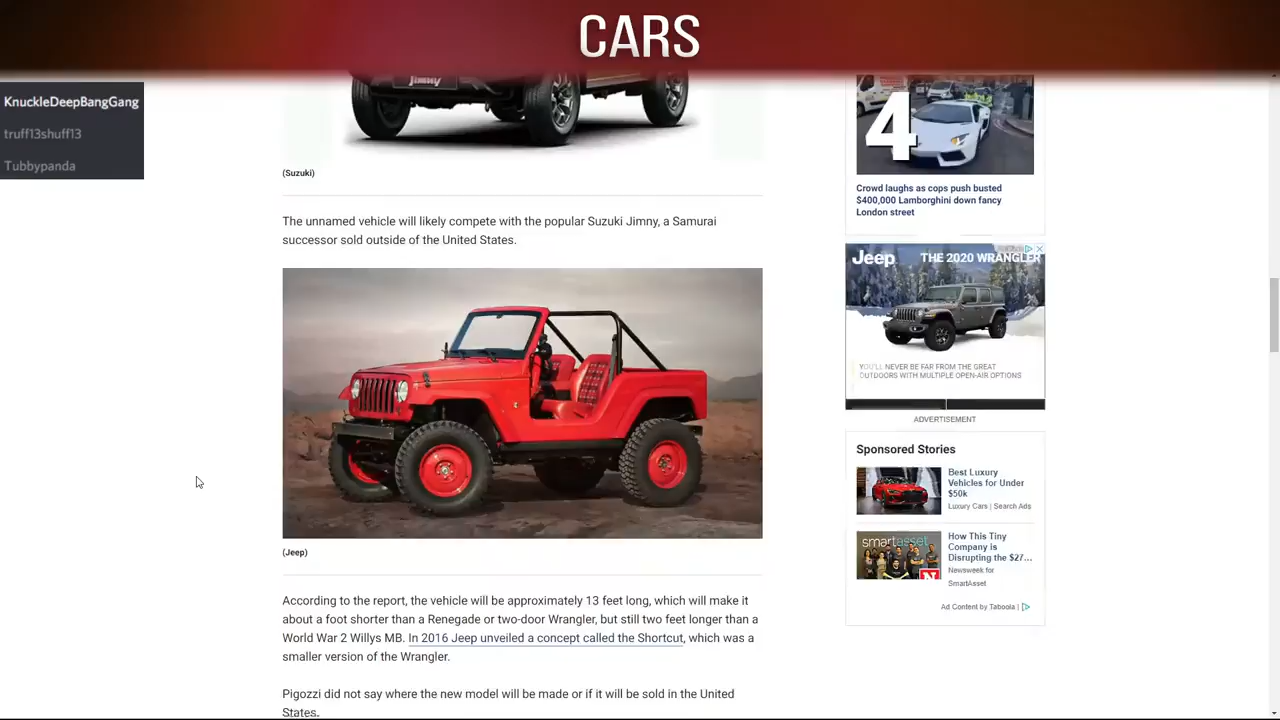 CARS
KnuckleDeepBangGang
truff13shuff13
Tubbypanda
Jimny
(Suzuki)
The unnamed vehicle will likely compete with the popular Suzuki Jimny, a Samurai
successor sold outside of the United States.
(Jeep)
According to the report, the vehicle will be approximately 13 feet long, which will make it
about a foot shorter than a Renegade or two-door Wrangler, but still two feet longer than a
World War 2 Willys MB. In 2016 Jeep unveiled a concept called the Shortcut, which was a
smaller version of the Wrangler.
Pigozzi did not say where the new model will be made or if it will be sold in the United
States.
4
Crowd laughs as cops push busted
$400,000 Lamborghini down fancy
London street
Jeep THE 2020 WRANGLER
YOU'LL NEVER BE FAR FROM THE GREAT
OUTDOORS WITH MULTIPLE OPEN-AIR OPTIONS
ADVERTISEMENT
Sponsored Stories
Best Luxury
Vehicles for Under
$50k
Luxury Cars | Search Ads
smartasset
N
How This Tiny
Company is
Disrupting the $27...
Newsweek for
SmartAsset
Ad Content by Taboola |